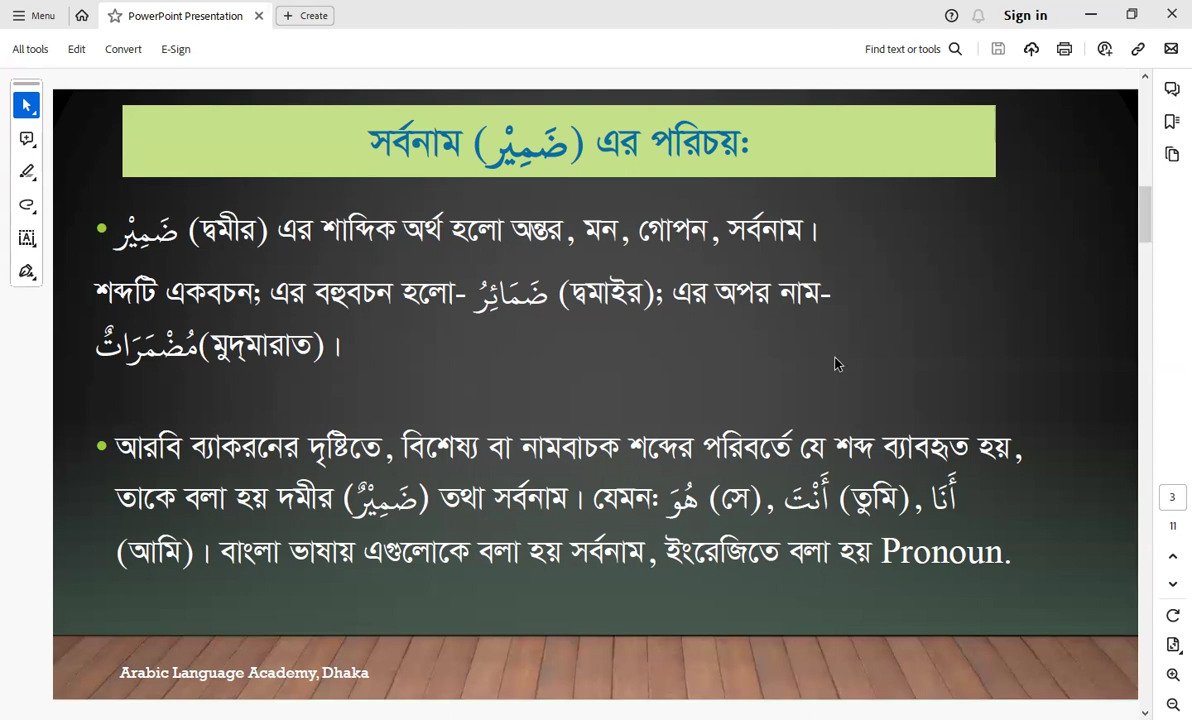 Menu
PowerPoint Presentation
Create
Sign in
All tools
Edit
Convert
E-Sign
Find text or tools
সর্বনাম (ضَمِيْر) এর পরিচয়ঃ
• ضَمِيْر (দ্বমীর) এর শাব্দিক অর্থ হলো অন্তর, মন, গোপন, সর্বনাম।
শব্দটি একবচন; এর বহুবচন হলো- ضَمَائِرُ (দ্বমাইর); এর অপর নাম-
مُضْمَرَاتٌ(মুদ্‌মারাত)।
• আরবি ব্যাকরনের দৃষ্টিতে, বিশেষ্য বা নামবাচক শব্দের পরিবর্তে যে শব্দ ব্যাবহৃত হয়,
তাকে বলা হয় দমীর (ضَمِيْرٌ) তথা সর্বনাম। যেমনঃ هُوَ (সে), أَنْتَ (তুমি), أَنَا
(আমি)। বাংলা ভাষায় এগুলোকে বলা হয় সর্বনাম, ইংরেজিতে বলা হয় Pronoun.
3
11
Arabic Language Academy, Dhaka